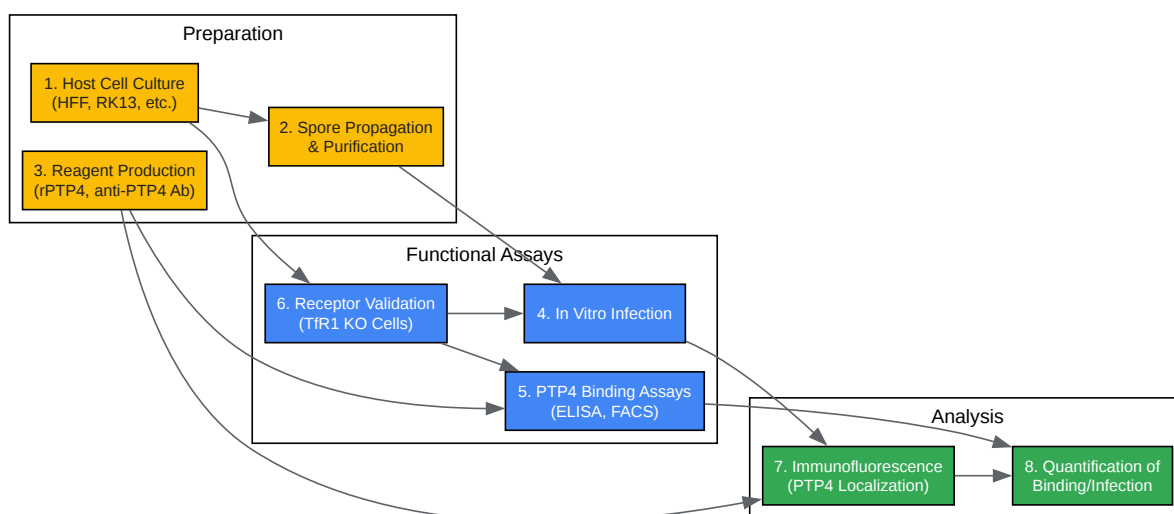 Preparation
1. Host Cell Culture
(HFF, RK13, etc.)
2. Spore Propagation
& Purification
3. Reagent Production
(rPTP4, anti-PTP4 Ab)
Functional Assays
6. Receptor Validation
(TfR1 KO Cells)
4. In Vitro Infection
5. PTP4 Binding Assays
(ELISA, FACS)
Analysis
7. Immunofluorescence
(PTP4 Localization)
8. Quantification of
Binding/Infection